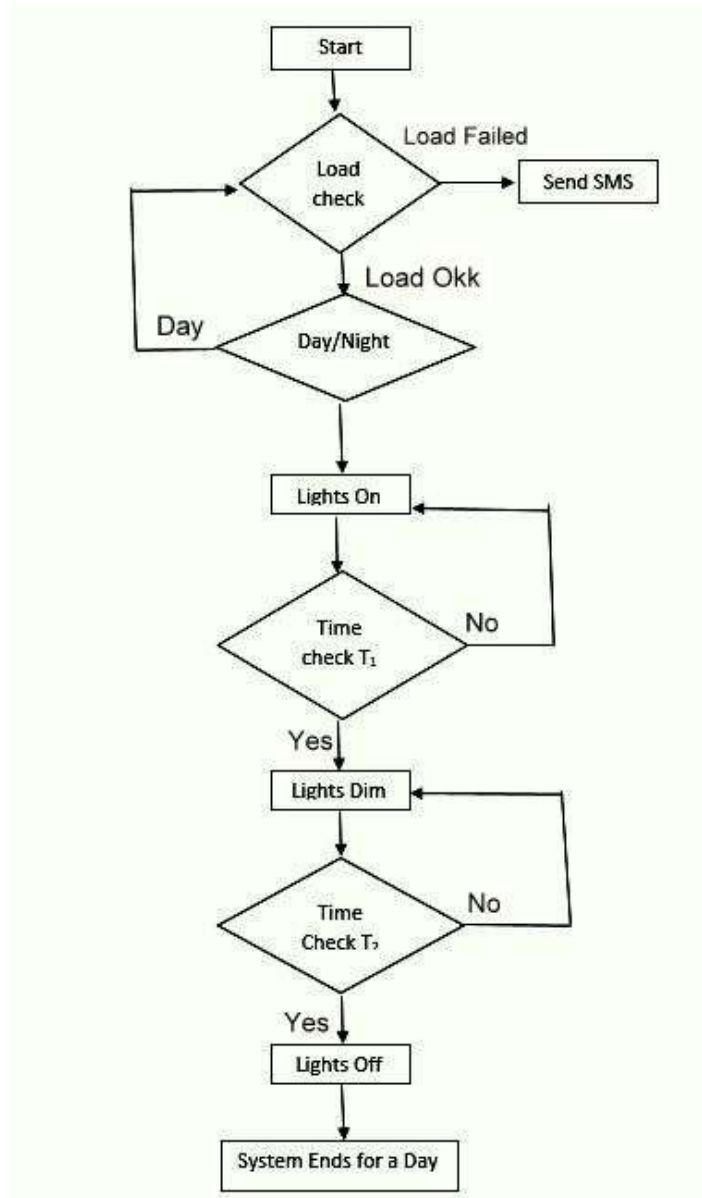 Start
Load Failed
Load
check
Send SMS
Load Okk
Day
Day/Night
Lights On
Time
check T₁
No
Yes
Lights Dim
Time
Check T₂
No
Yes
Lights Off
System Ends for a Day